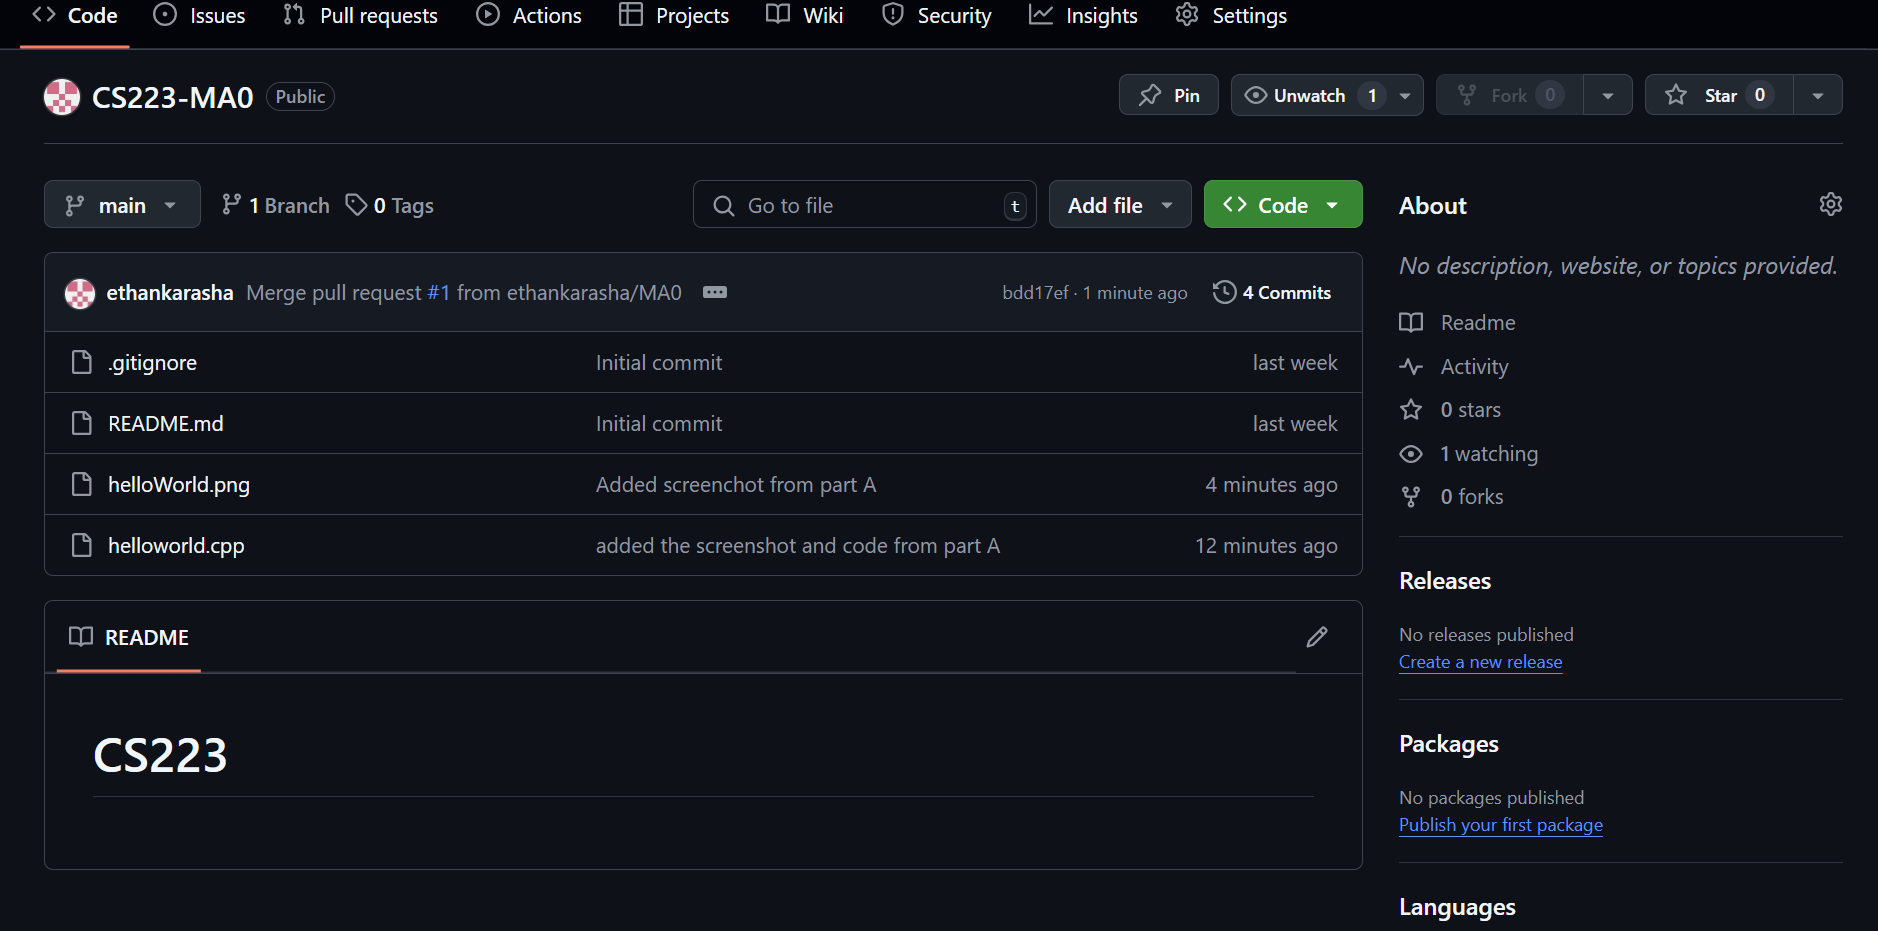 Code Issues Pull requests Actions Projects Wiki Security Insights Settings
CS223-MA0 Public Pin Unwatch 1 Fork 0 Star 0
main 1 Branch 0 Tags Go to file t Add file Code
ethankarasha Merge pull request #1 from ethankarasha/MA0 bdd17ef · 1 minute ago 4 Commits
.gitignore Initial commit last week
README.md Initial commit last week
helloWorld.png Added screenchot from part A 4 minutes ago
helloworld.cpp added the screenshot and code from part A 12 minutes ago
README
CS223
About
No description, website, or topics provided.
Readme
Activity
0 stars
1 watching
0 forks
Releases
No releases published
Create a new release
Packages
No packages published
Publish your first package
Languages